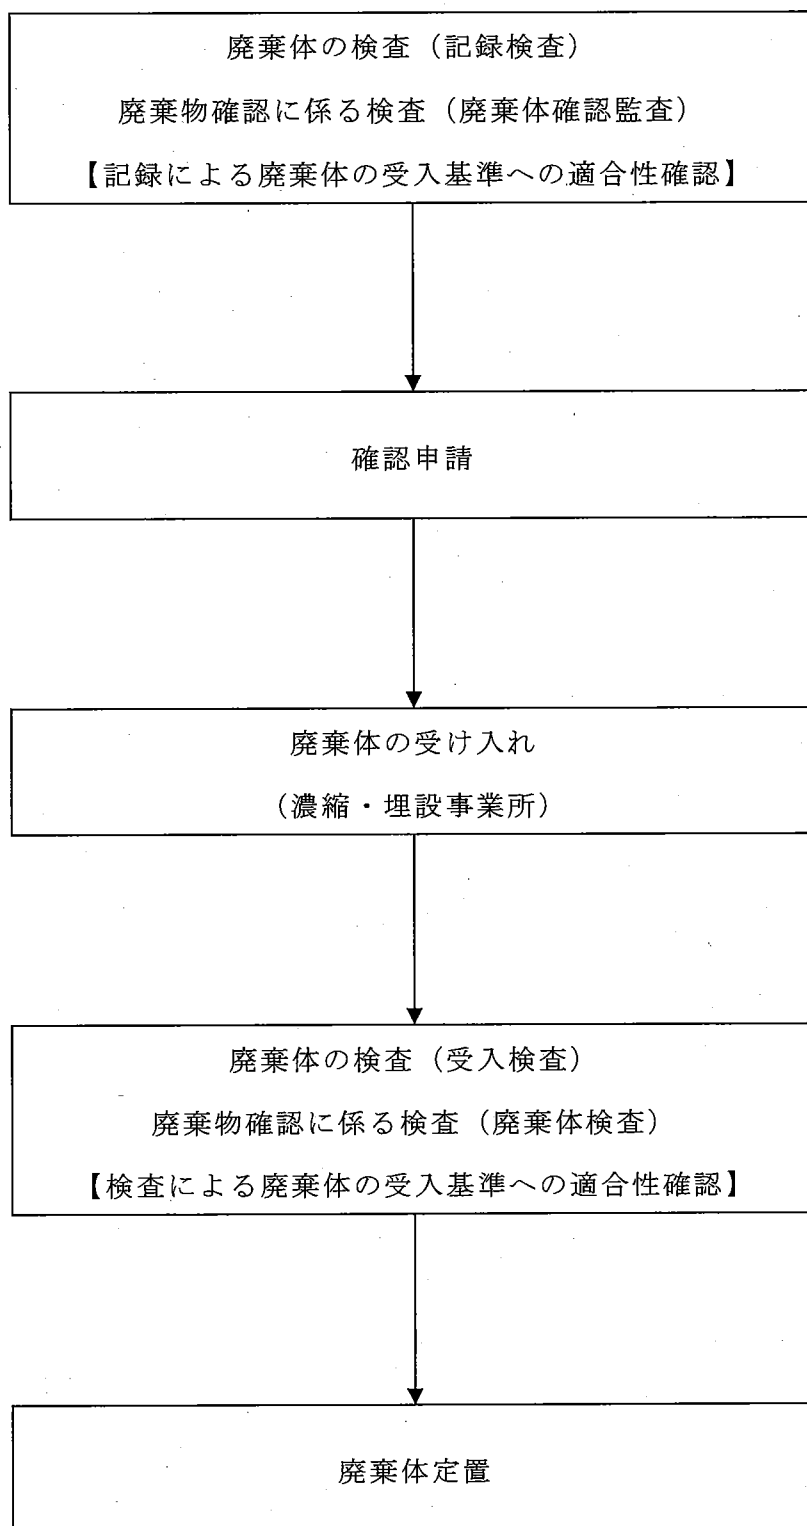 廃棄体の検査（記録検査）
廃棄物確認に係る検査（廃棄体確認監査）
【記録による廃棄体の受入基準への適合性確認】
確認申請
廃棄体の受け入れ
（濃縮・埋設事業所）
廃棄体の検査（受入検査）
廃棄物確認に係る検査（廃棄体検査）
【検査による廃棄体の受入基準への適合性確認】
廃棄体定置